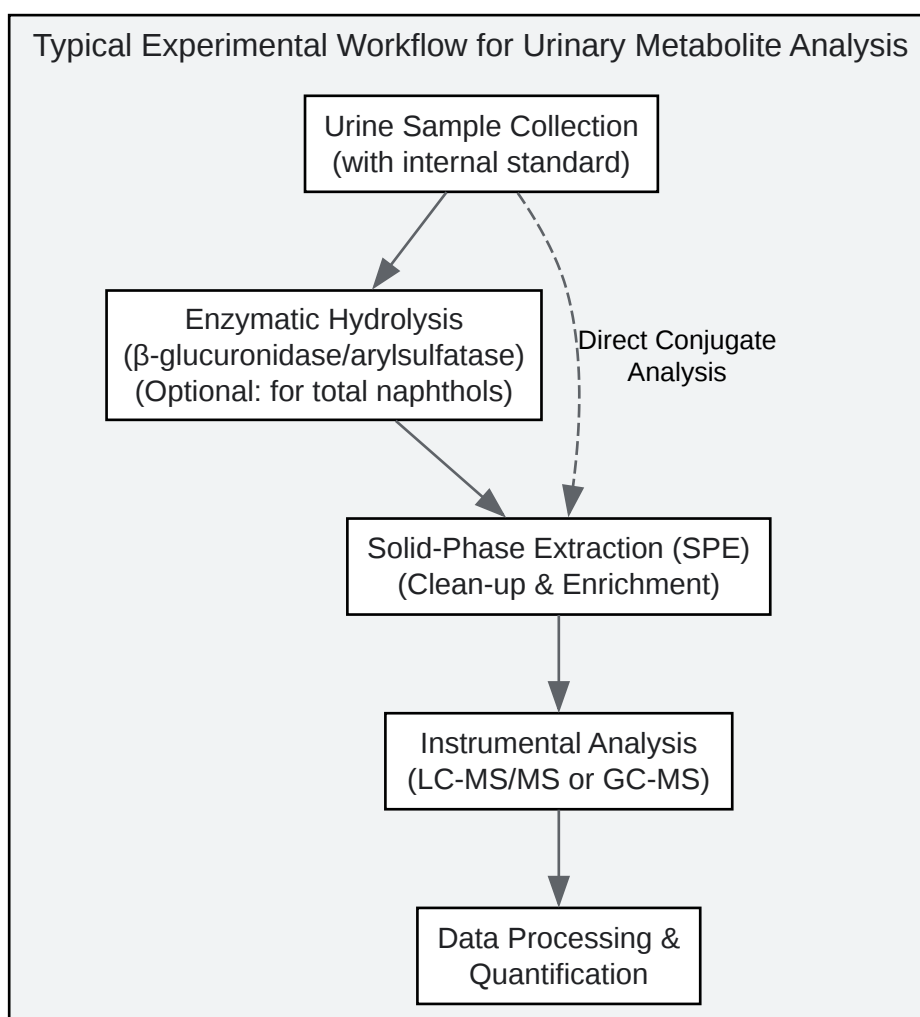 Typical Experimental Workflow for Urinary Metabolite Analysis
Urine Sample Collection
(with internal standard)
Enzymatic Hydrolysis
(β-glucuronidase/arylsulfatase)
(Optional: for total naphthols)
Direct Conjugate
Analysis
Solid-Phase Extraction (SPE)
(Clean-up & Enrichment)
Instrumental Analysis
(LC-MS/MS or GC-MS)
Data Processing &
Quantification